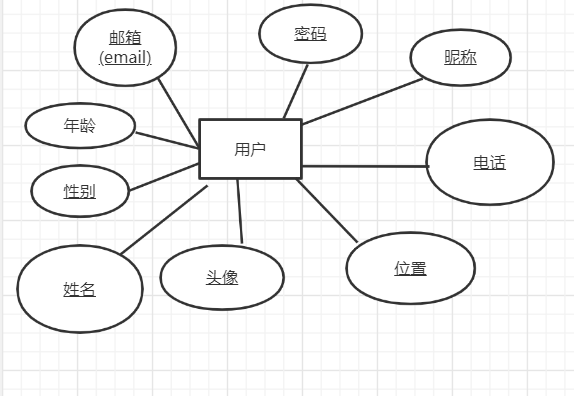 邮箱
(email)
密码
昵称
年龄
用户
电话
性别
姓名
头像
位置